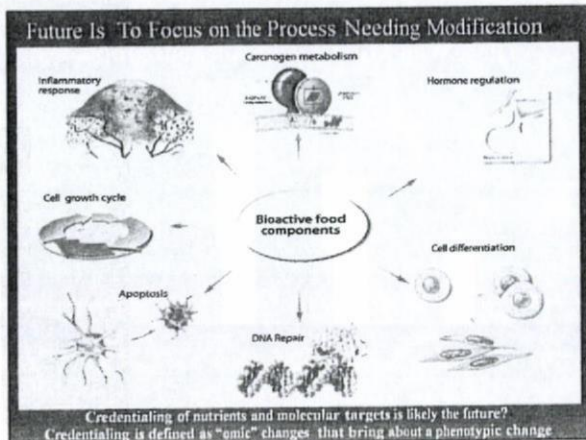 Future Is To Focus on the Process Needing Modification
Carcinogen metabolism
Inflammatory
response
Hormone regulation
Cell growth cycle
Bioactive food
components
Cell differentiation
Apoptosis
DNA Repair
Credentialing of nutrients and molecular targets is likely the future?
Credentialing is defined as "omic" changes that bring about a phenotypic change